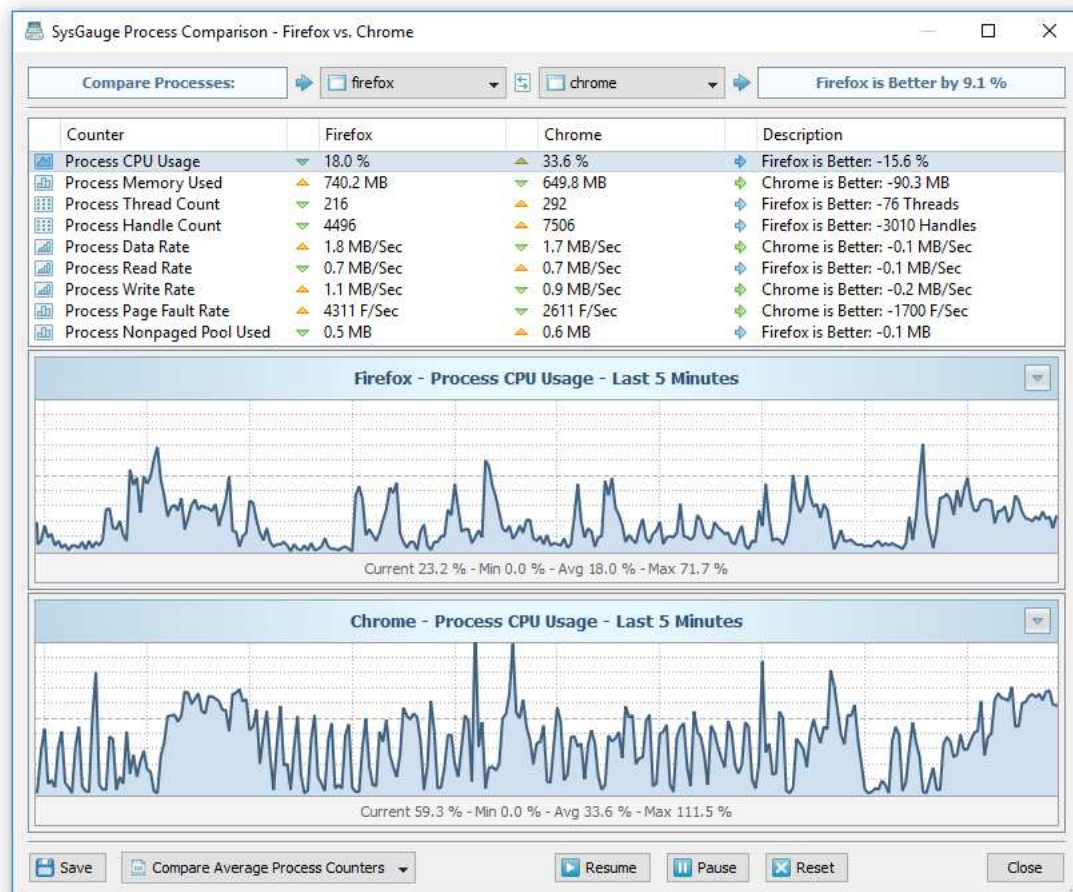 SysGauge Process Comparison - Firefox vs. Chrome
Compare Processes: firefox chrome Firefox is Better by 9.1 %
Counter Firefox Chrome Description
Process CPU Usage 18.0 % 33.6 % Firefox is Better: -15.6 %
Process Memory Used 740.2 MB 649.8 MB Chrome is Better: -90.3 MB
Process Thread Count 216 292 Firefox is Better: -76 Threads
Process Handle Count 4496 7506 Firefox is Better: -3010 Handles
Process Data Rate 1.8 MB/Sec 1.7 MB/Sec Chrome is Better: -0.1 MB/Sec
Process Read Rate 0.7 MB/Sec 0.7 MB/Sec Firefox is Better: -0.1 MB/Sec
Process Write Rate 1.1 MB/Sec 0.9 MB/Sec Chrome is Better: -0.2 MB/Sec
Process Page Fault Rate 4311 F/Sec 2611 F/Sec Chrome is Better: -1700 F/Sec
Process Nonpaged Pool Used 0.5 MB 0.6 MB Firefox is Better: -0.1 MB
Firefox - Process CPU Usage - Last 5 Minutes
Current 23.2 % - Min 0.0 % - Avg 18.0 % - Max 71.7 %
Chrome - Process CPU Usage - Last 5 Minutes
Current 59.3 % - Min 0.0 % - Avg 33.6 % - Max 111.5 %
Save Compare Average Process Counters Resume Pause Reset Close